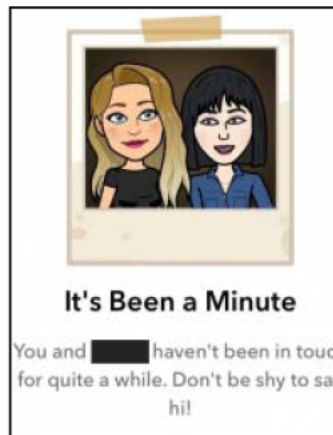 It's Been a Minute
You and haven't been in touc
for quite a while. Don't be shy to sa
hi!